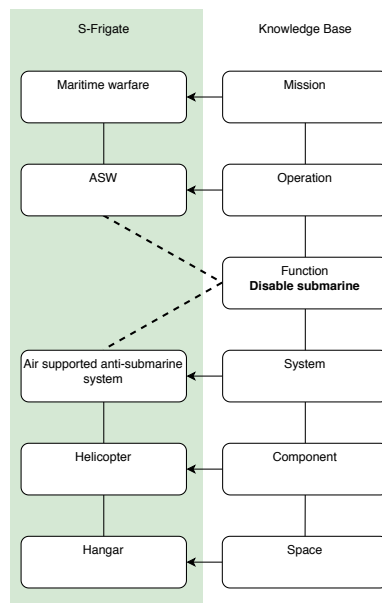 S-Frigate
Knowledge Base
Maritime warfare
Mission
ASW
Operation
Function
Disable submarine
Air supported anti-submarine
system
System
Helicopter
Component
Hangar
Space